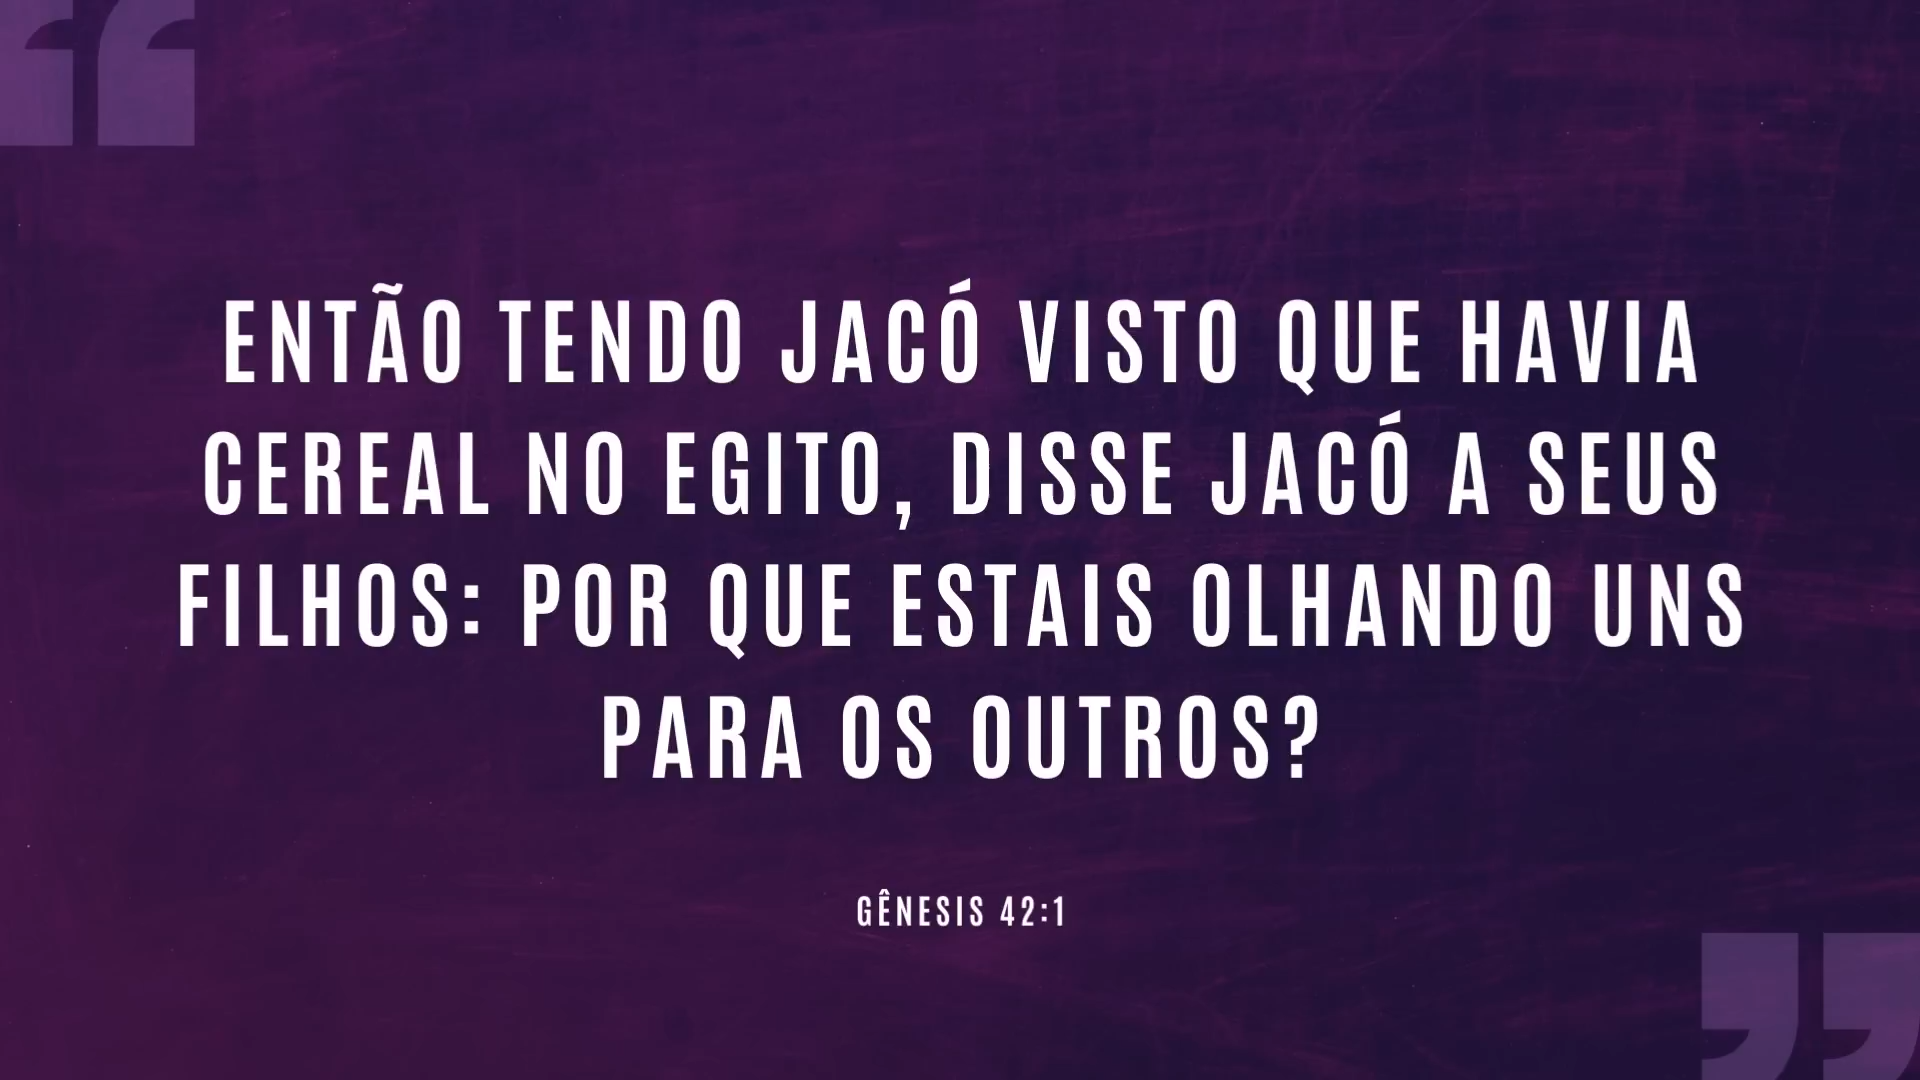 ENTÃO TENDO JACÓ VISTO QUE HAVIA
CEREAL NO EGITO, DISSE JACÓ A SEUS
FILHOS: POR QUE ESTAIS OLHANDO UNS
PARA OS OUTROS?
GÊNESIS 42:1